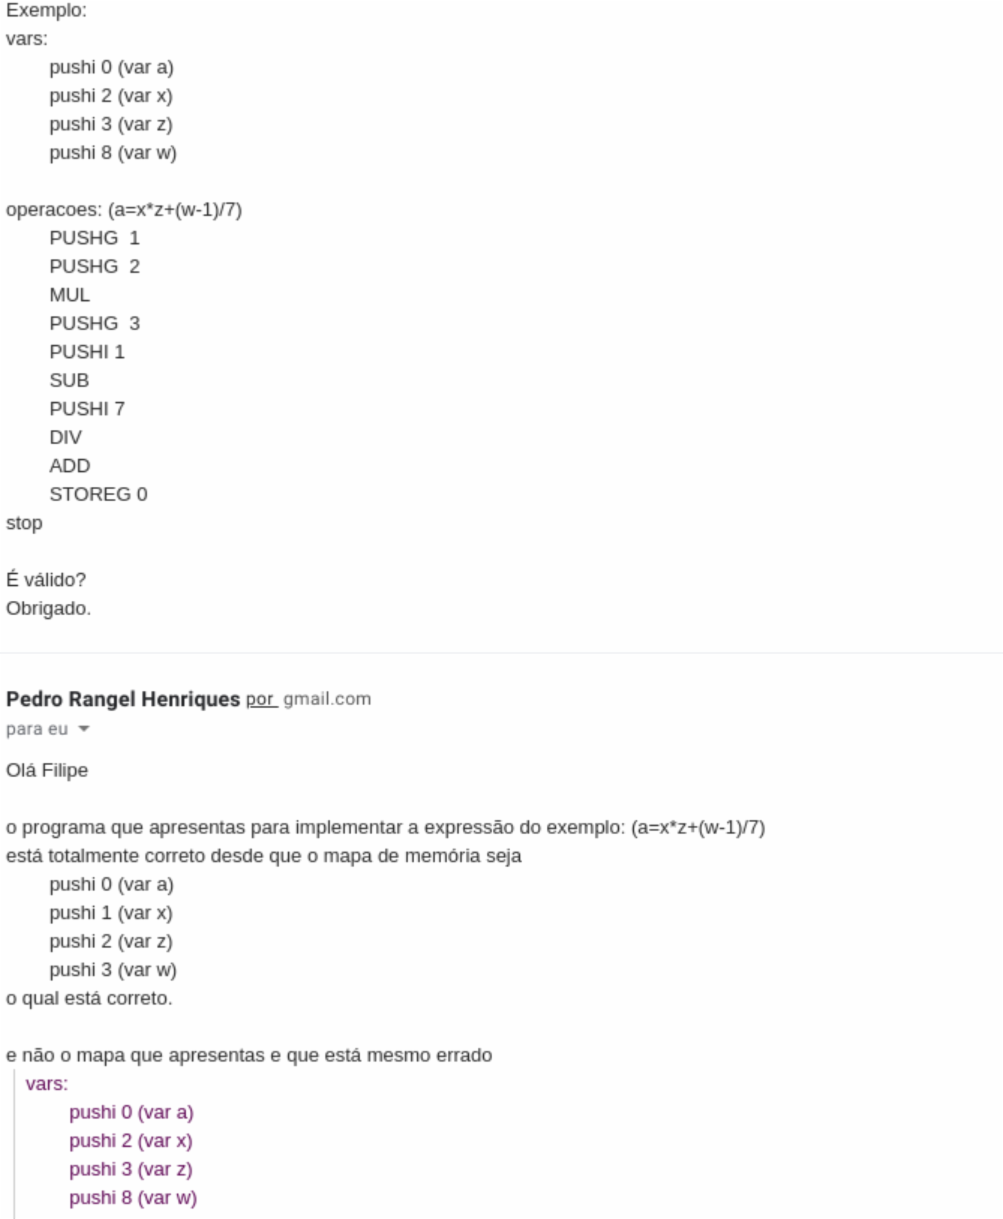 Exemplo:
vars:
pushi 0 (var a)
pushi 2 (var x)
pushi 3 (var z)
pushi 8 (var w)
operacoes: (a=x*z+(w-1)/7)
PUSHG  1
PUSHG  2
MUL
PUSHG  3
PUSHI 1
SUB
PUSHI 7
DIV
ADD
STOREG 0
stop
É válido?
Obrigado.
Pedro Rangel Henriques por gmail.com
para eu
Olá Filipe
o programa que apresentas para implementar a expressão do exemplo: (a=x*z+(w-1)/7)
está totalmente correto desde que o mapa de memória seja
pushi 0 (var a)
pushi 1 (var x)
pushi 2 (var z)
pushi 3 (var w)
o qual está correto.
e não o mapa que apresentas e que está mesmo errado
vars:
pushi 0 (var a)
pushi 2 (var x)
pushi 3 (var z)
pushi 8 (var w)